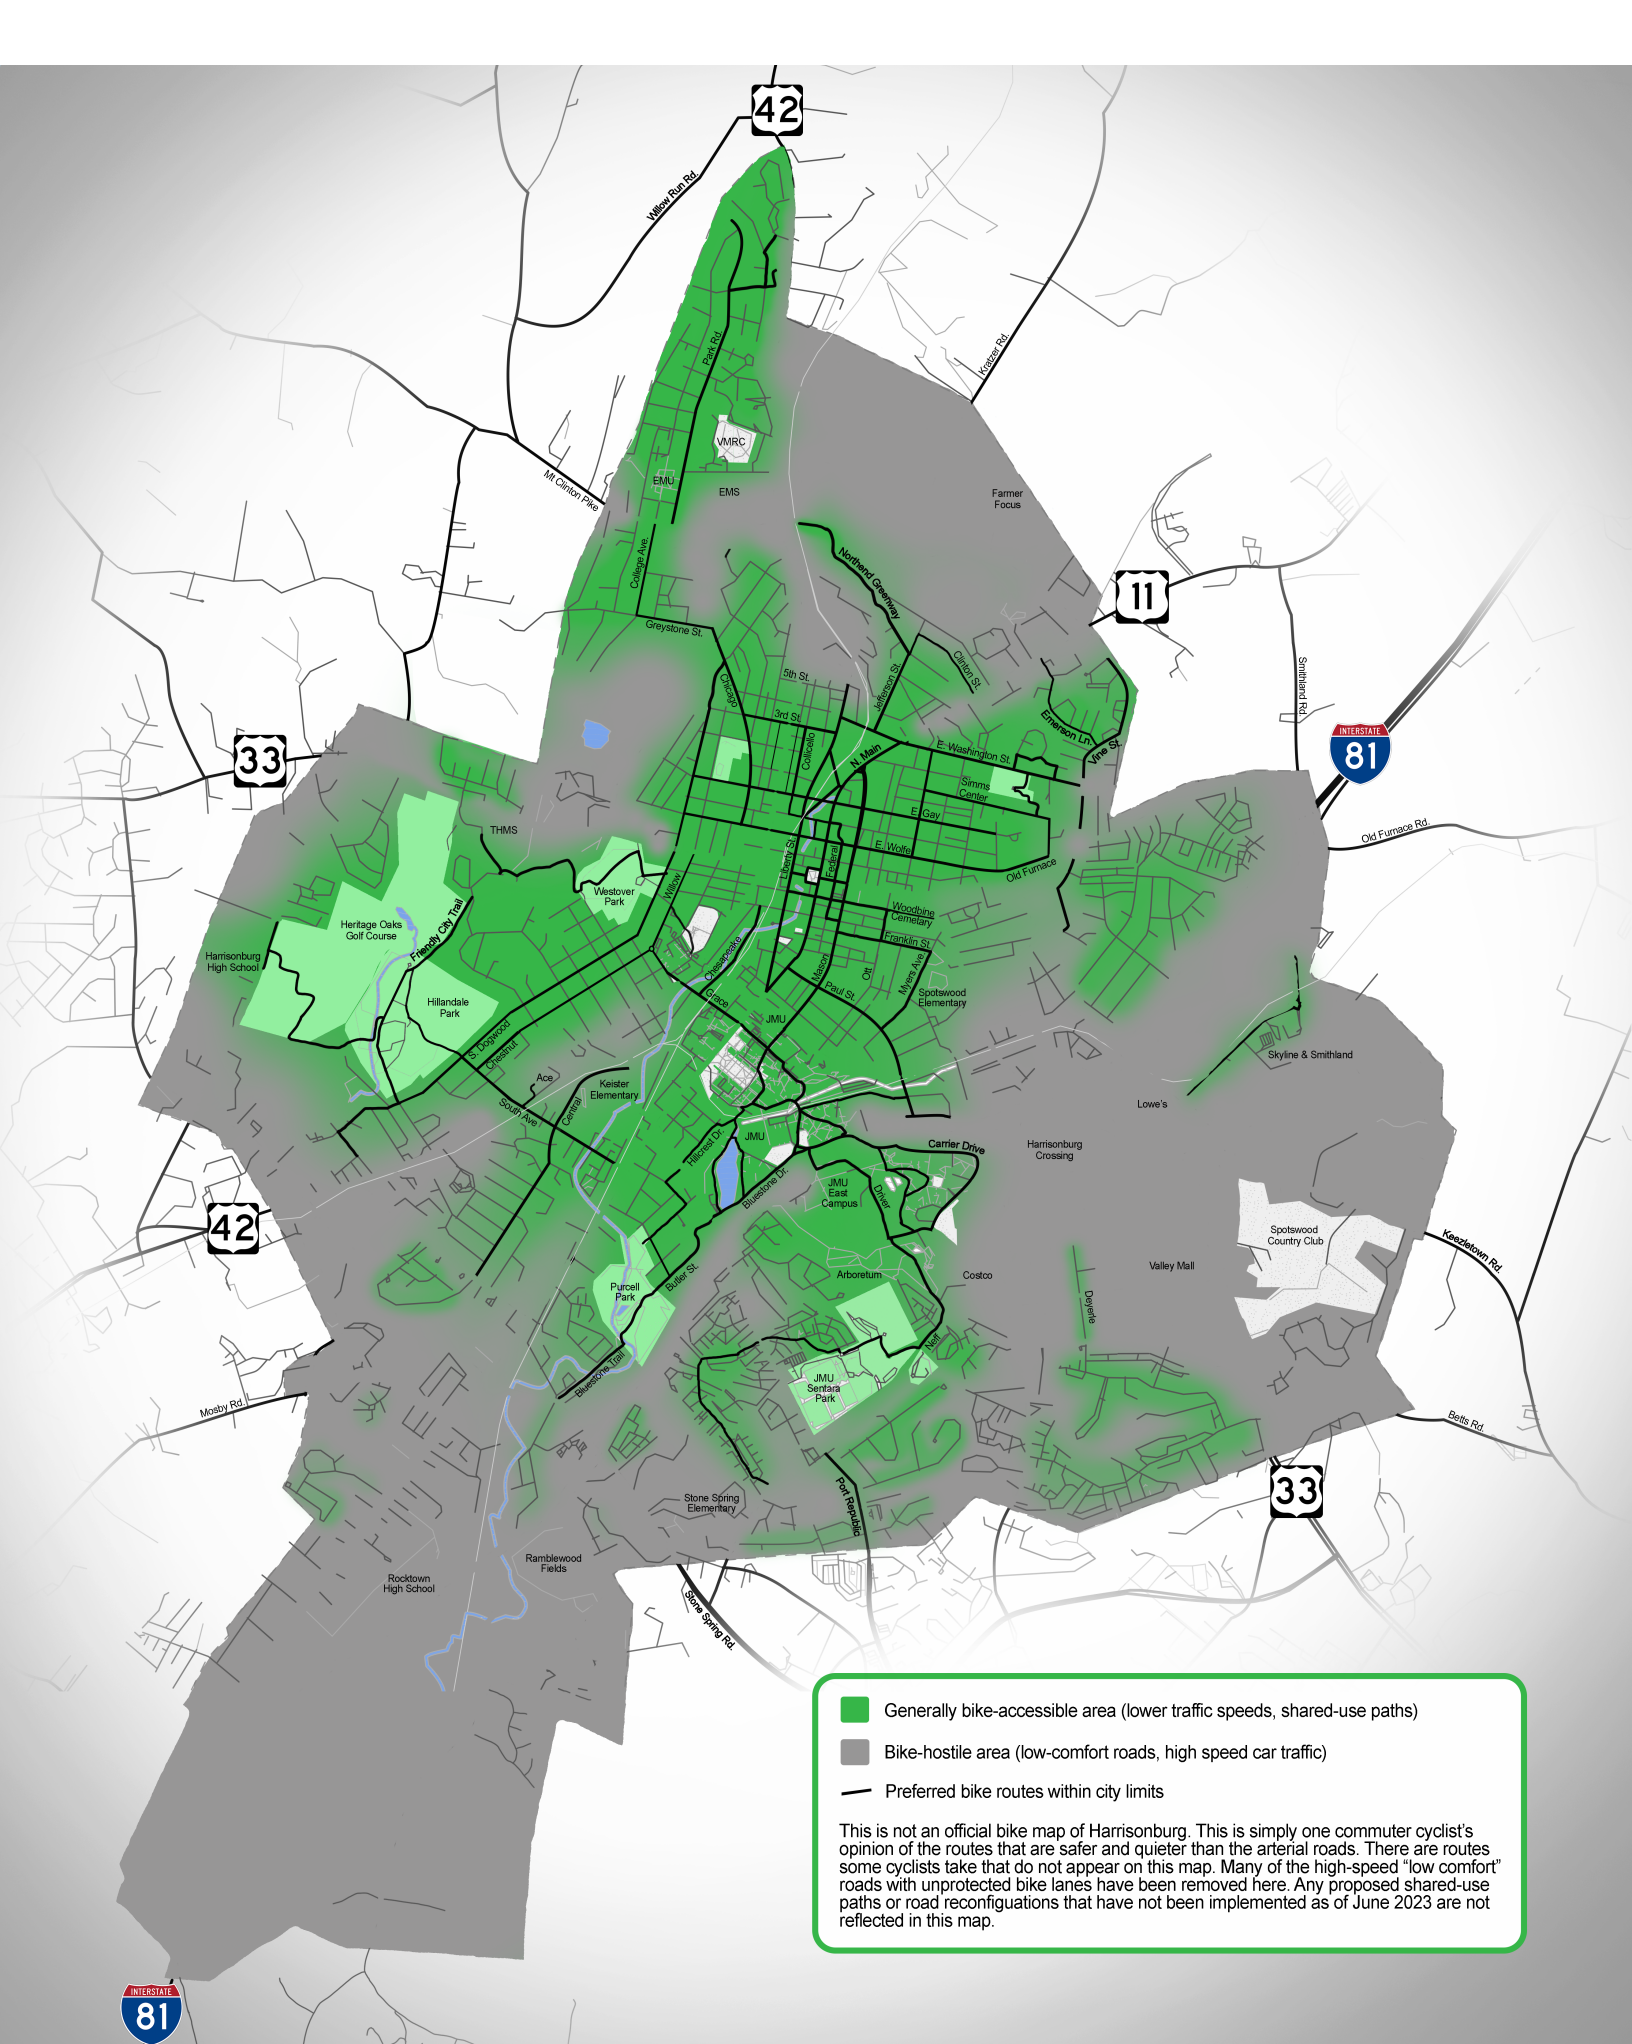 42
Willow Run Rd.
Kratzer Rd.
Park Rd.
VMRC
EMU
EMS
Mt Clinton Pike
Farmer
Focus
College Ave.
Northend Greenway
11
Greystone St.
Clinton St.
Smithland Rd.
5th St.
Jefferson St.
Chicago
3rd St.
Collicello
N. Main
Emerson Ln.
Vine St.
E. Washington St.
INTERSTATE
81
33
Simms
Center
E. Gay
Old Furnace Rd.
THMS
Liberty St.
Federal
E. Wolfe
Old Furnace
Westover
Park
Willow
Woodbine
Cemetary
Heritage Oaks
Golf Course
Friendly City Trail
Franklin St.
Harrisonburg
High School
Chesapeake
Mason
Ott
Myers Ave.
Hillandale
Park
Grace
Paul St.
Spotswood
Elementary
JMU
S. Dogwood
Chestnut
Skyline & Smithland
Ace
Keister
Elementary
Central
South Ave.
Lowe's
JMU
Hillcrest Dr.
Carrier Drive
Harrisonburg
Crossing
Bluestone Dr.
JMU
East
Campus
Driver
42
Spotswood
Country Club
Keezletown Rd.
Valley Mall
Arboretum
Costco
Purcell
Park
Butler St.
Deyerle
Neff
Bluestone Trail
JMU
Sentara
Park
Mosby Rd.
Betts Rd.
33
Port Republic
Stone Spring
Elementary
Ramblewood
Fields
Rocktown
High School
Stone Spring Rd.
Generally bike-accessible area (lower traffic speeds, shared-use paths)
Bike-hostile area (low-comfort roads, high speed car traffic)
Preferred bike routes within city limits
This is not an official bike map of Harrisonburg. This is simply one commuter cyclist's
opinion of the routes that are safer and quieter than the arterial roads. There are routes
some cyclists take that do not appear on this map. Many of the high-speed “low comfort”
roads with unprotected bike lanes have been removed here. Any proposed shared-use
paths or road reconfiguations that have not been implemented as of June 2023 are not
reflected in this map.
INTERSTATE
81